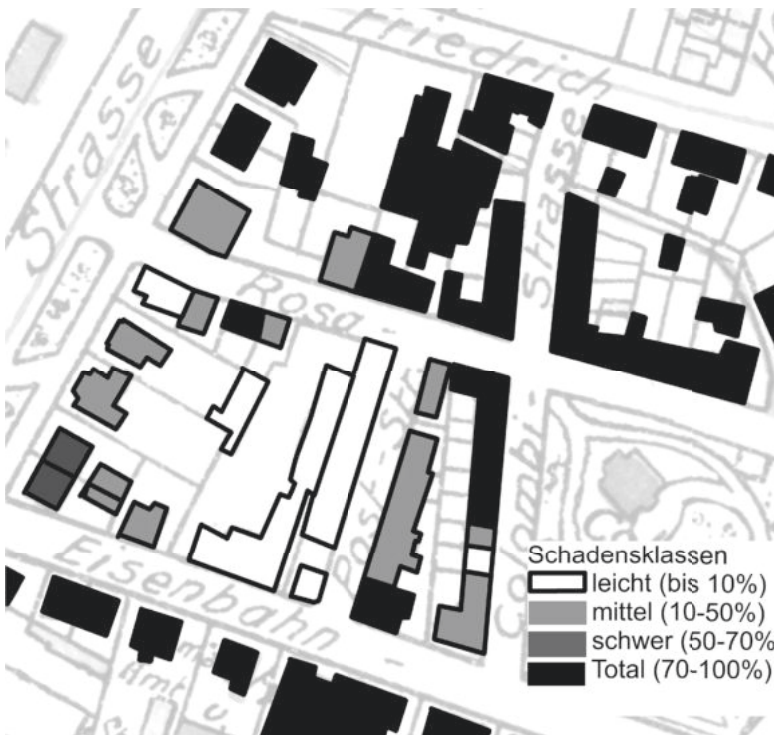 Friedrich
Strasse
Strasse
Rosa -
Post - Str
Colombi -
Eisenbahn -
Schadensklassen
leicht (bis 10%)
mittel (10-50%)
schwer (50-70%
Total (70-100%)
u.